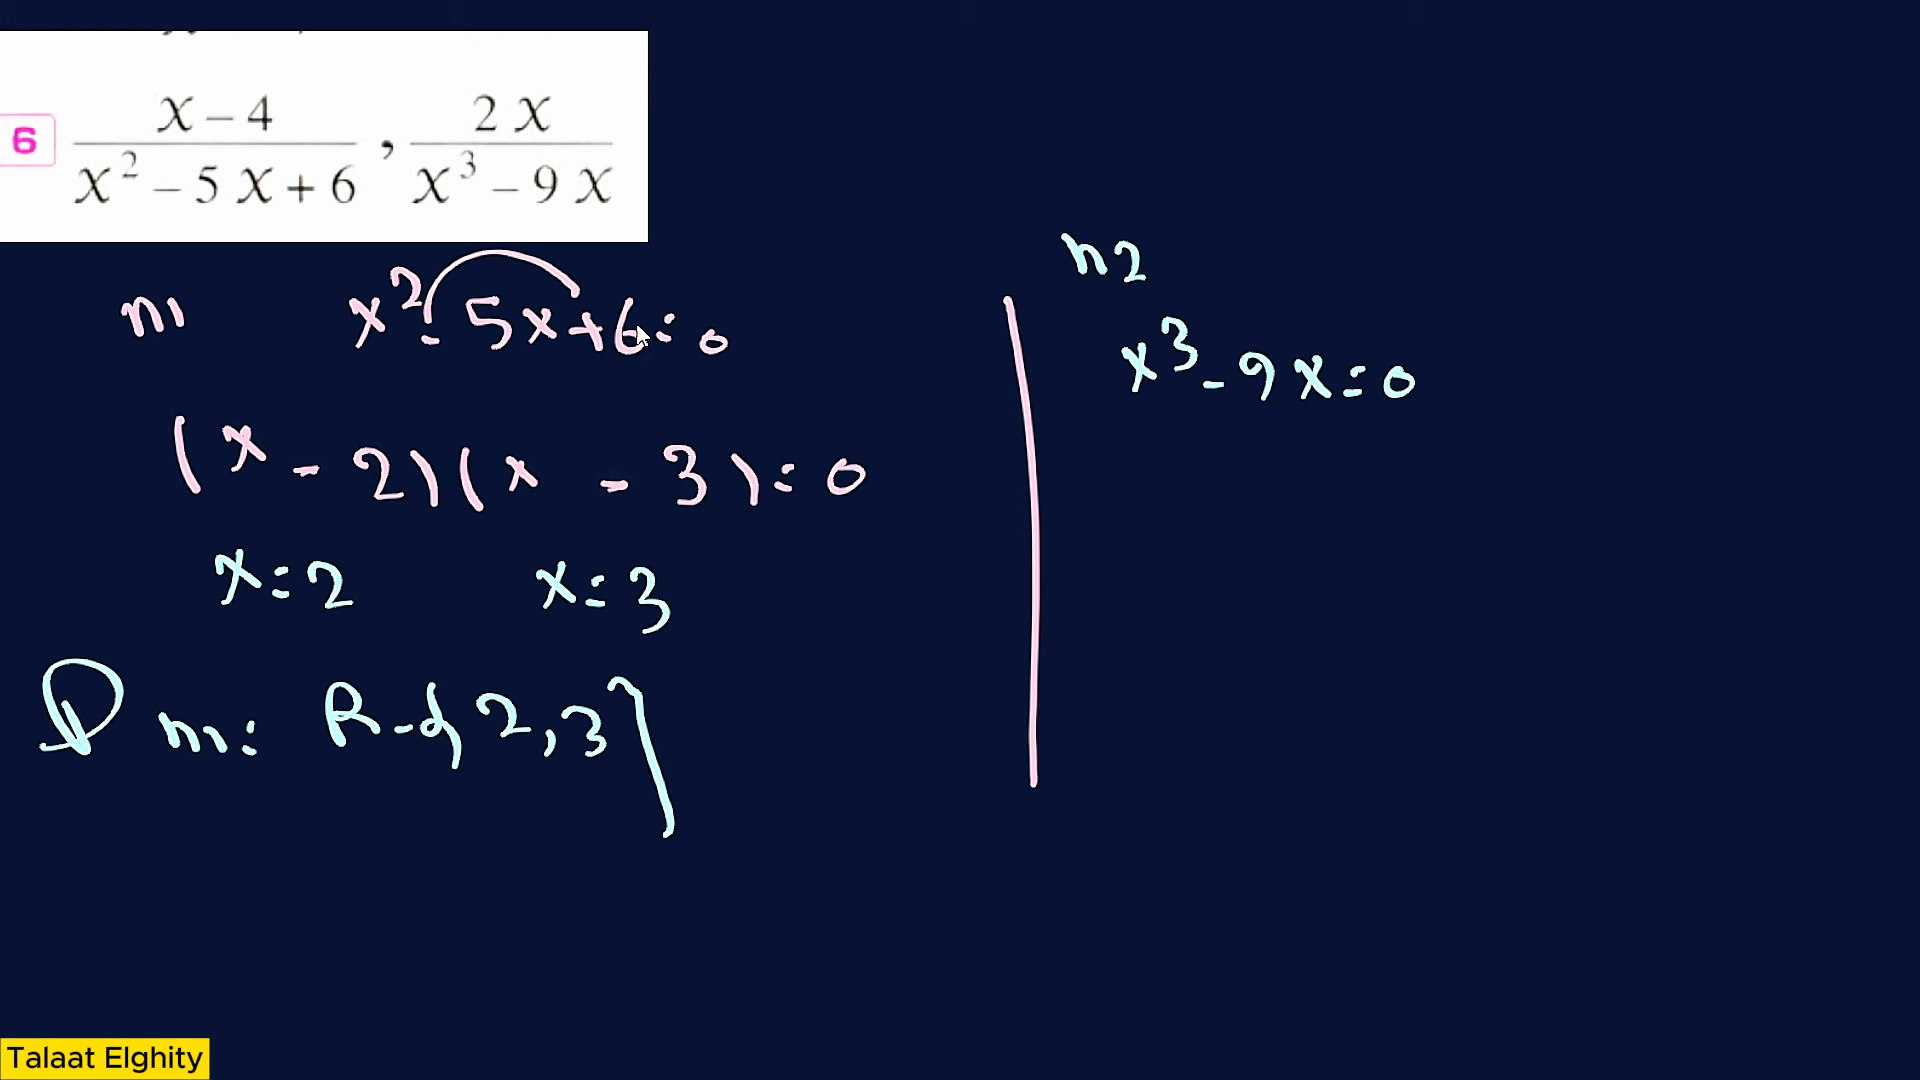 6 x - 4 / x² - 5x + 6 , 2x / x³ - 9x
n1 x² - 5x + 6 = 0
(x - 2)(x - 3) = 0
x = 2 x = 3
D n1 = R - {2, 3}
n2
x³ - 9x = 0
Talaat Elghity